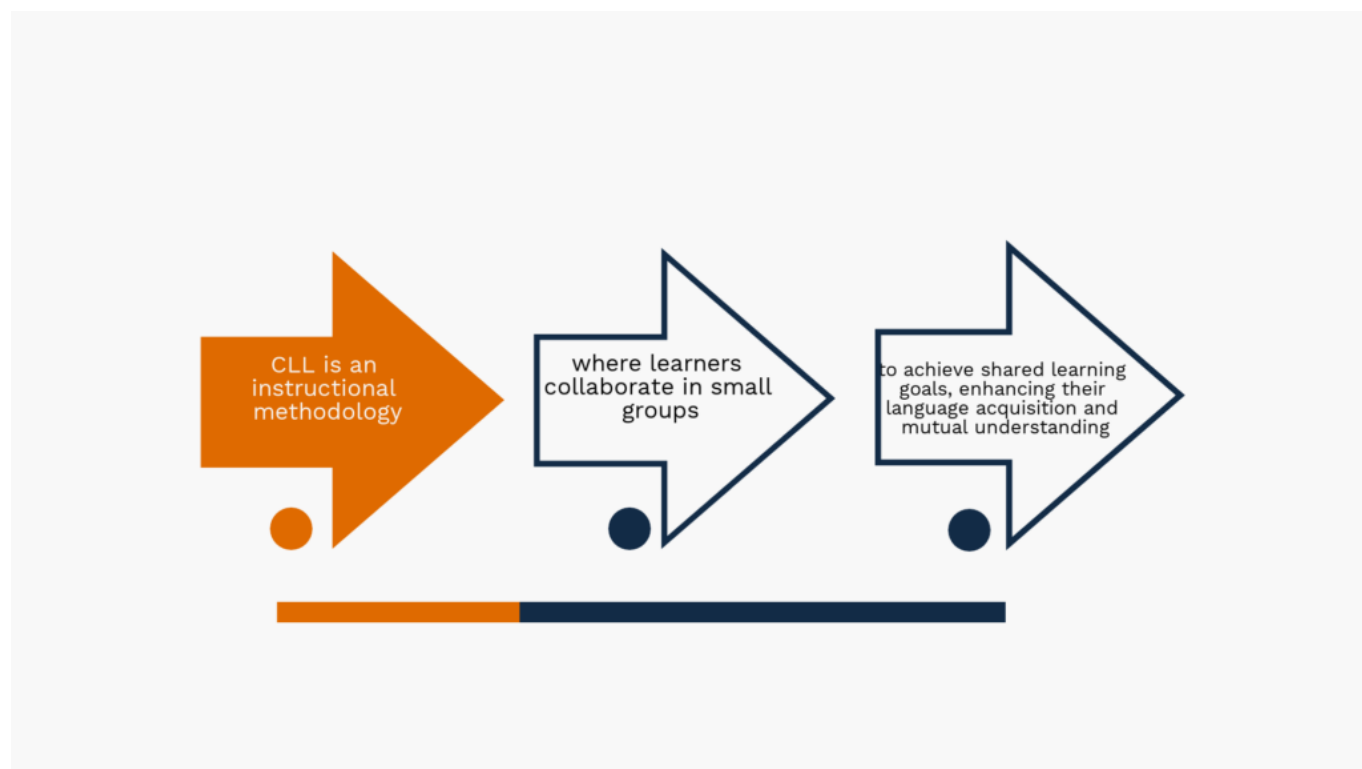 CLL is an
instructional
methodology
where learners
collaborate in small
groups
to achieve shared learning
goals, enhancing their
language acquisition and
mutual understanding